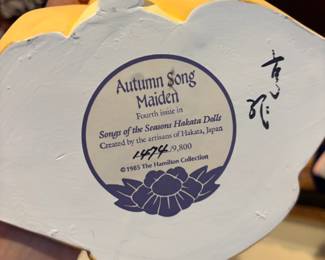 Autumn Song
Maiden
Fourth issue in
Songs of the Seasons Hakata Dolls
Created by the artisans of Hakata, Japan
1474/9,800
©1985 The Hamilton Collection